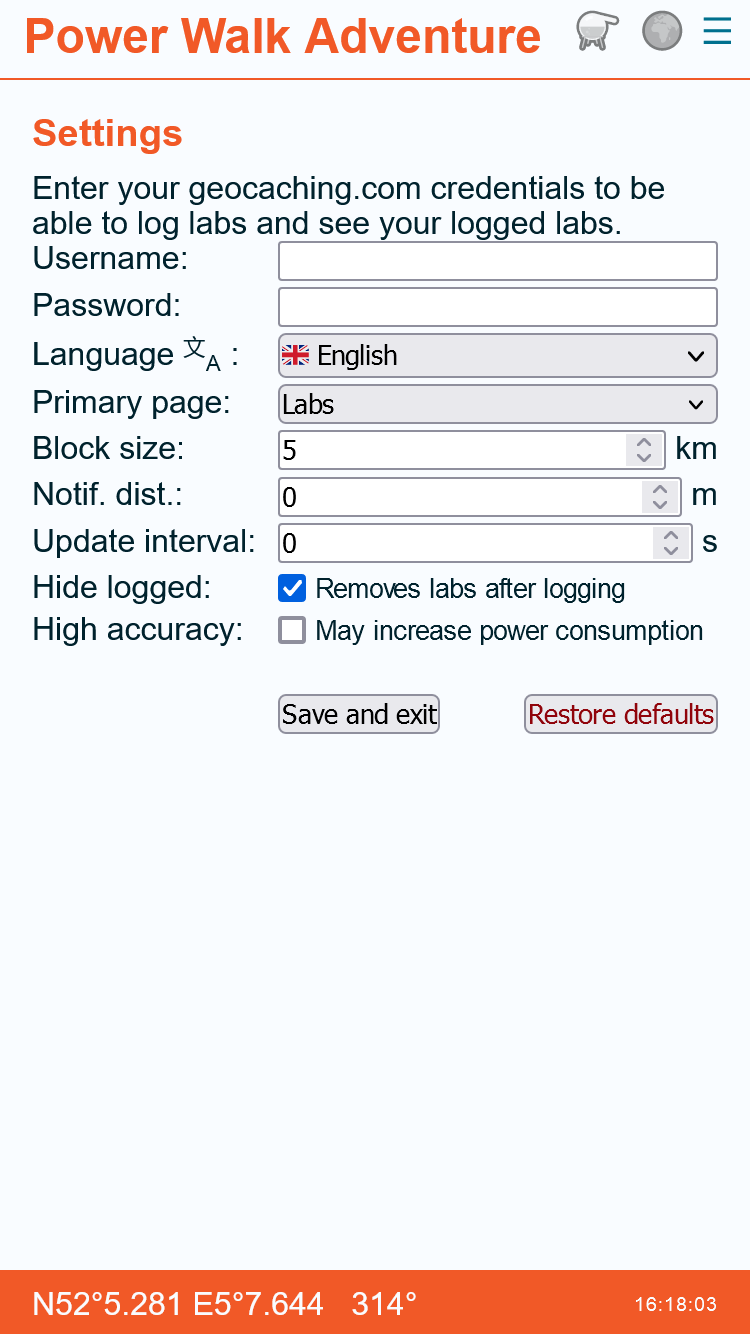 Power Walk Adventure
Settings
Enter your geocaching.com credentials to be
able to log labs and see your logged labs.
Username:
Password:
Language 文A : English
Primary page: Labs
Block size: 5 km
Notif. dist.: 0 m
Update interval: 0 s
Hide logged: Removes labs after logging
High accuracy: May increase power consumption
Save and exit Restore defaults
N52°5.281 E5°7.644 314° 16:18:03